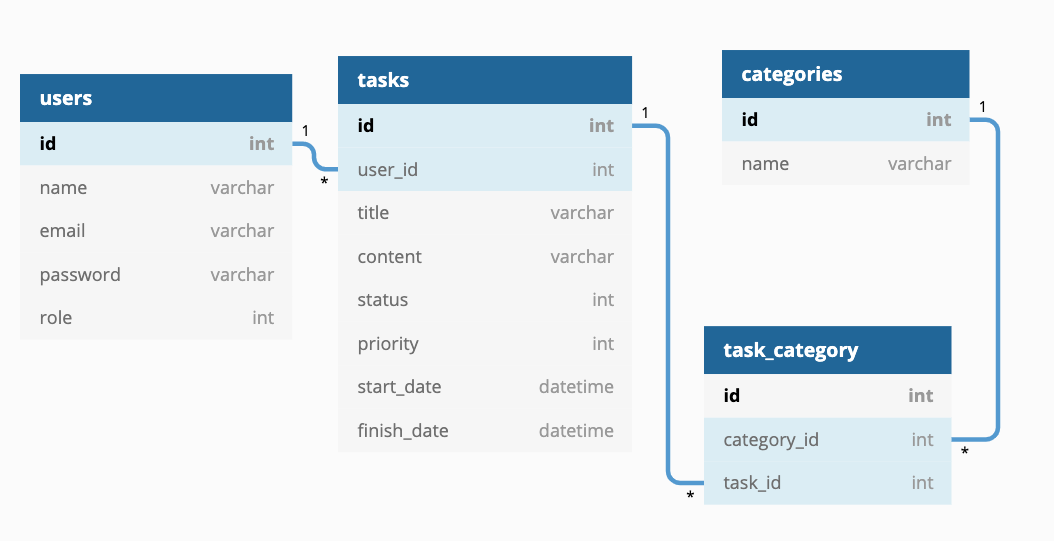 users
id int
name varchar
email varchar
password varchar
role int
1
*
tasks
id int
user_id int
title varchar
content varchar
status int
priority int
start_date datetime
finish_date datetime
1
*
categories
id int
name varchar
1
*
task_category
id int
category_id int
task_id int